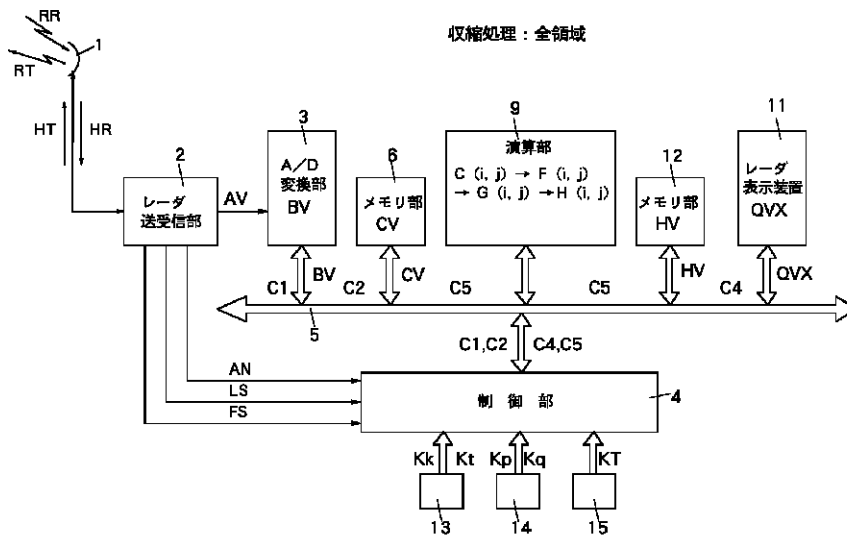 RR
1
収縮処理：全領域
RT
HT
HR
2
レーダ
送受信部
AV
3
A／D
変換部
BV
6
メモリ部
CV
9
演算部
C (i, j) → F (i, j)
→ G (i, j) → H (i, j)
12
メモリ部
HV
11
レーダ
表示装置
QVX
C1
BV
C2
CV
C5
C5
HV
C4
QVX
5
C1,C2
C4,C5
AN
LS
FS
制 御 部
4
Kk
Kt
Kp
Kq
KT
13
14
15